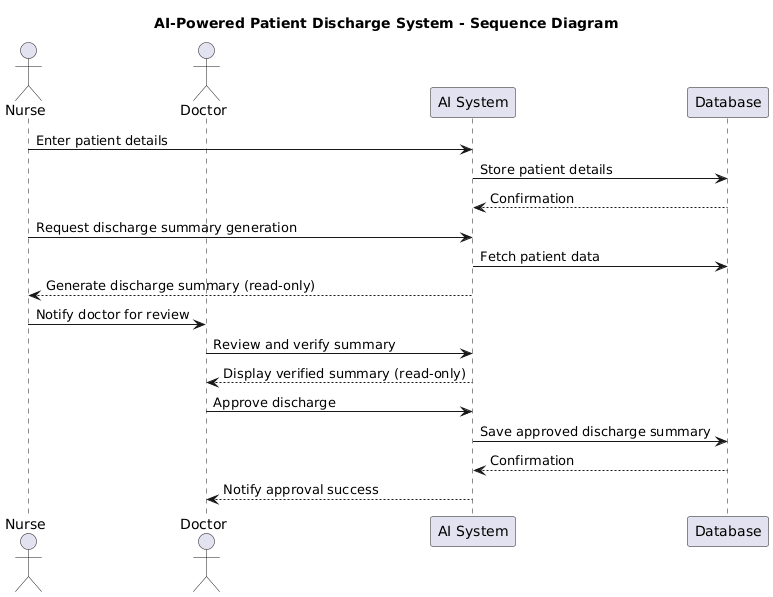 AI-Powered Patient Discharge System - Sequence Diagram
Nurse
Doctor
AI System
Database
Enter patient details
Store patient details
Confirmation
Request discharge summary generation
Fetch patient data
Generate discharge summary (read-only)
Notify doctor for review
Review and verify summary
Display verified summary (read-only)
Approve discharge
Save approved discharge summary
Confirmation
Notify approval success
Nurse
Doctor
AI System
Database